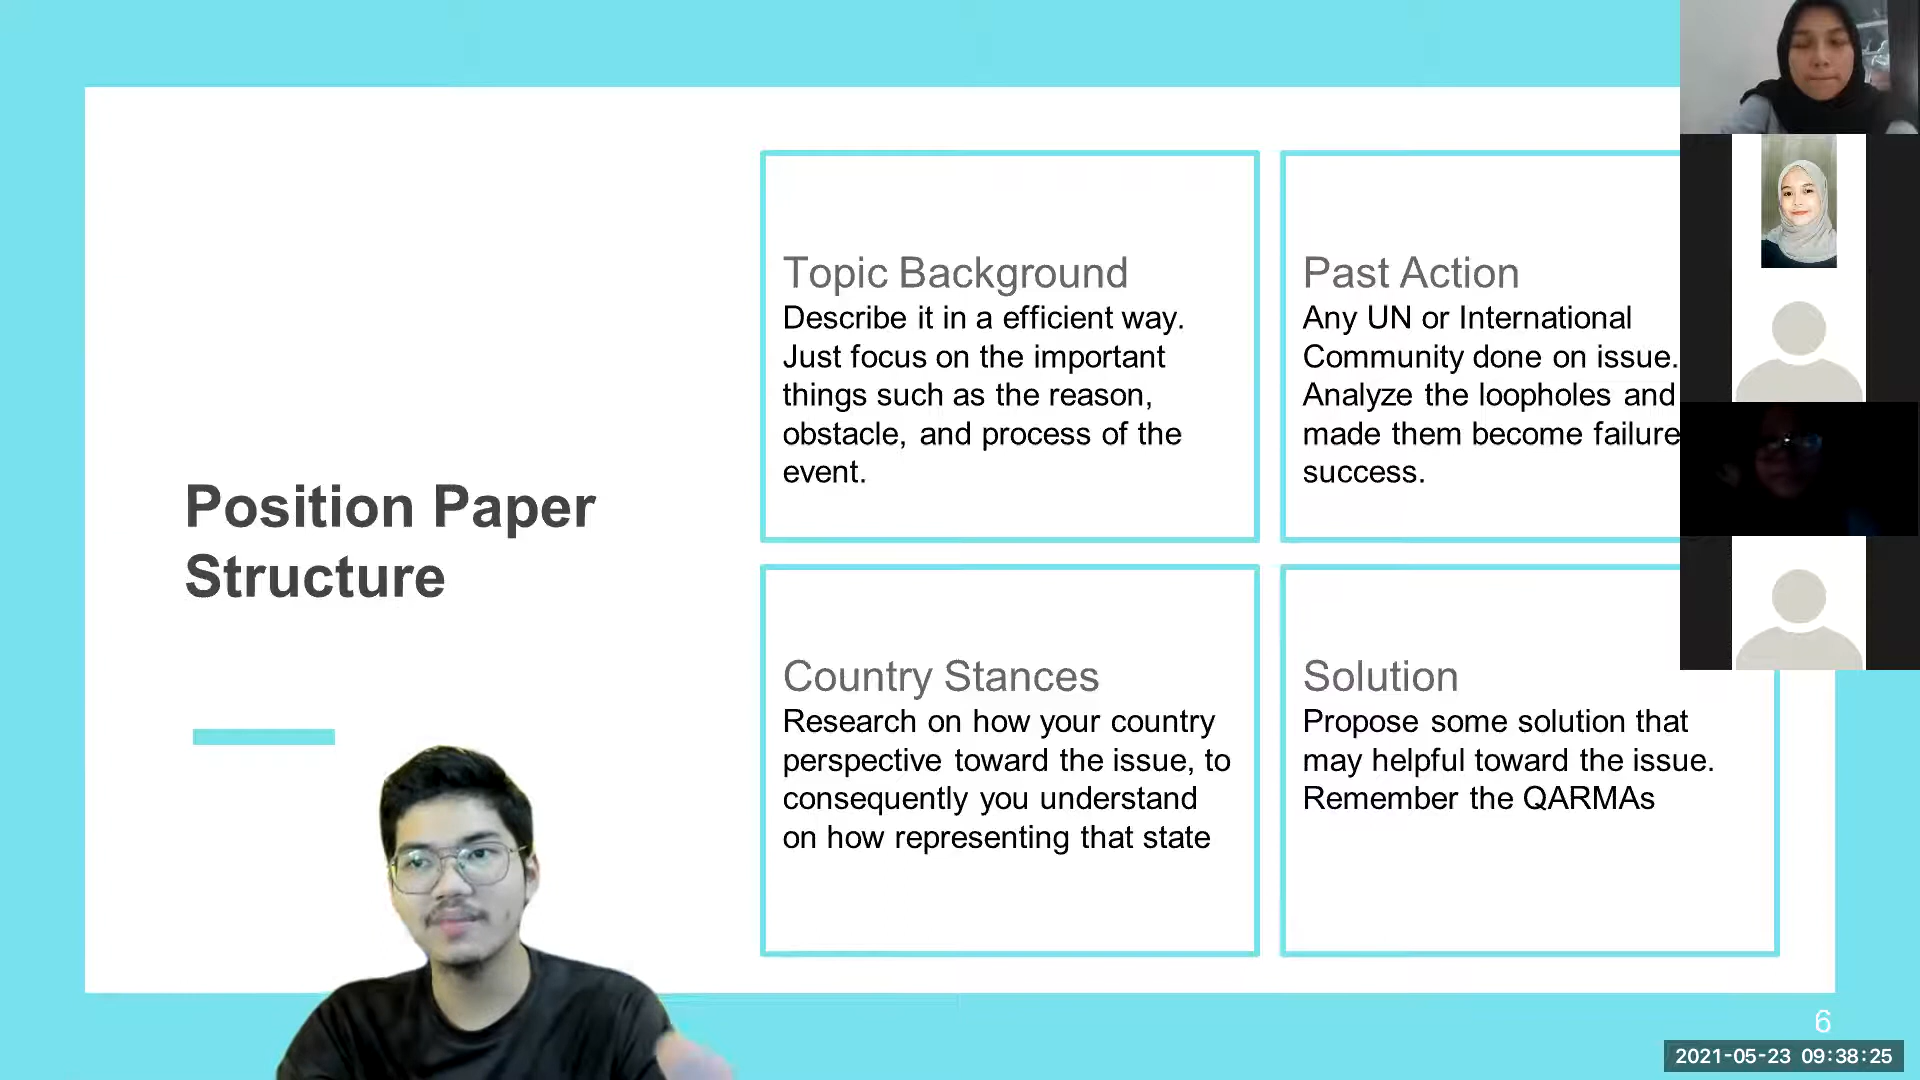 Position Paper
Structure
Topic Background
Describe it in a efficient way.
Just focus on the important
things such as the reason,
obstacle, and process of the
event.
Past Action
Any UN or International
Community done on issue.
Analyze the loopholes and
made them become failure
success.
Country Stances
Research on how your country
perspective toward the issue, to
consequently you understand
on how representing that state
Solution
Propose some solution that
may helpful toward the issue.
Remember the QARMAs
6
2021-05-23 09:38:25